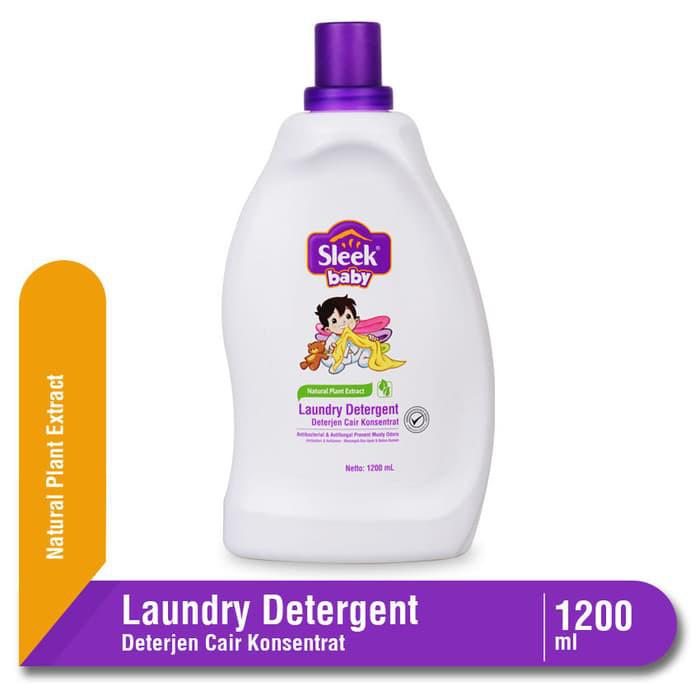 Sleek®
baby
Natural Plant Extract
Laundry Detergent
Deterjen Cair Konsentrat
Antibacterial & Antifungal Prevent Musty Odors
Netto: 1200 mL
Natural Plant Extract
Laundry Detergent
Deterjen Cair Konsentrat
1200
ml